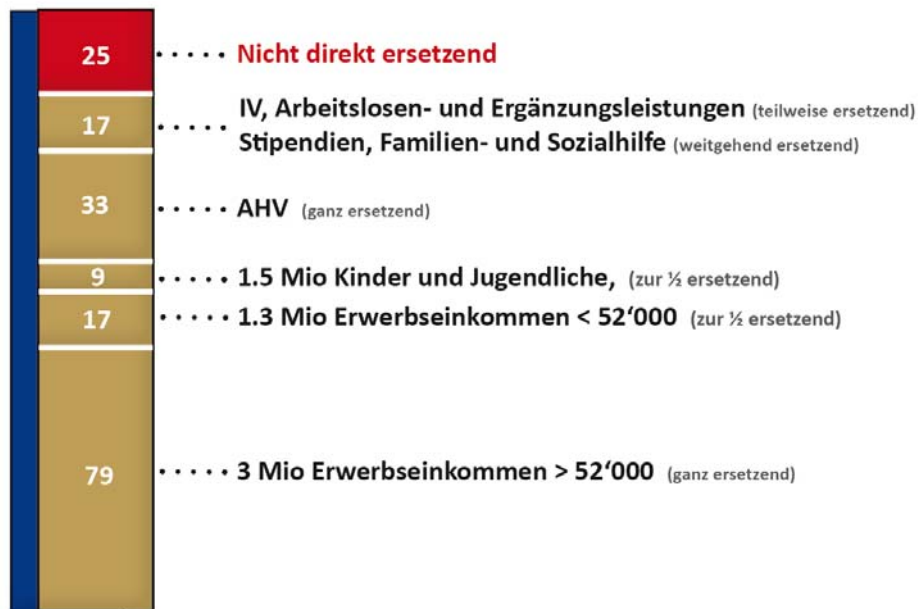 25 ····· Nicht direkt ersetzend
17 ····· IV, Arbeitslosen- und Ergänzungsleistungen (teilweise ersetzend)
Stipendien, Familien- und Sozialhilfe (weitgehend ersetzend)
33 ····· AHV (ganz ersetzend)
9 ····· 1.5 Mio Kinder und Jugendliche, (zur ½ ersetzend)
17 ····· 1.3 Mio Erwerbseinkommen < 52‘000 (zur ½ ersetzend)
79 ····· 3 Mio Erwerbseinkommen > 52‘000 (ganz ersetzend)